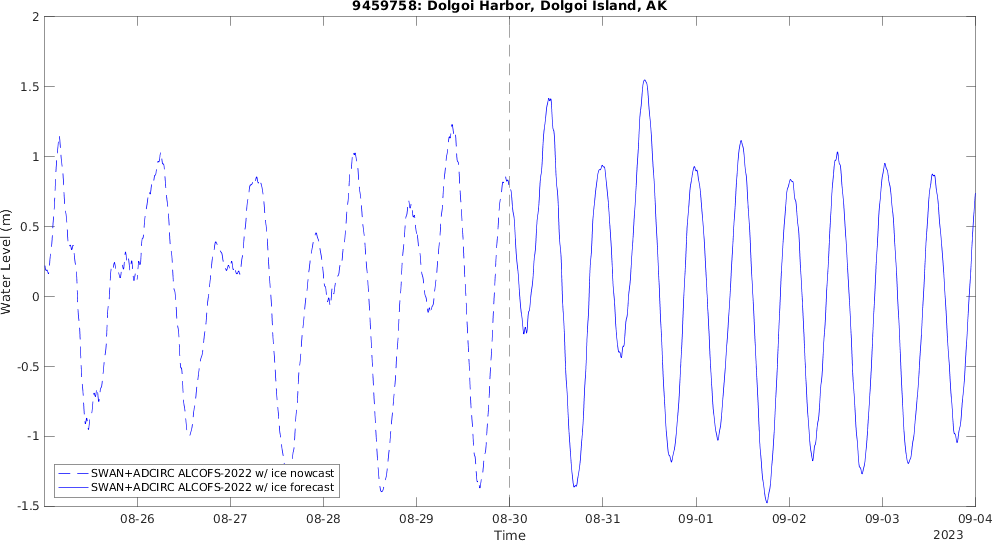 9459758: Dolgoi Harbor, Dolgoi Island, AK
2
1.5
1
0.5
0
-0.5
-1
-1.5
Water Level (m)
SWAN+ADCIRC ALCOFS-2022 w/ ice nowcast
SWAN+ADCIRC ALCOFS-2022 w/ ice forecast
08-26 08-27 08-28 08-29 08-30 08-31 09-01 09-02 09-03 09-04
Time
2023